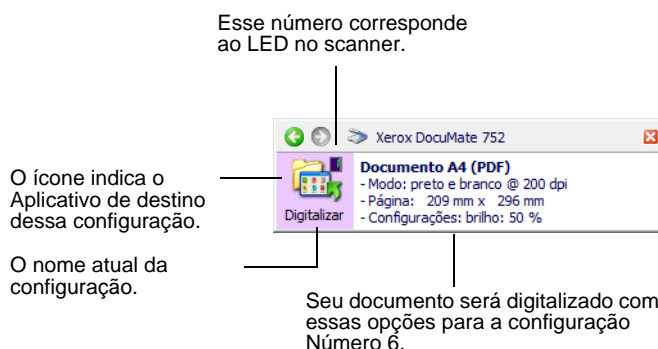 Esse número corresponde
ao LED no scanner.
Xerox DocuMate 752
O ícone indica o
Aplicativo de destino
dessa configuração.
Documento A4 (PDF)
- Modo: preto e branco @ 200 dpi
- Página: 209 mm x 296 mm
- Configurações: brilho: 50 %
Digitalizar
O nome atual da
configuração.
Seu documento será digitalizado com
essas opções para a configuração
Número 6.